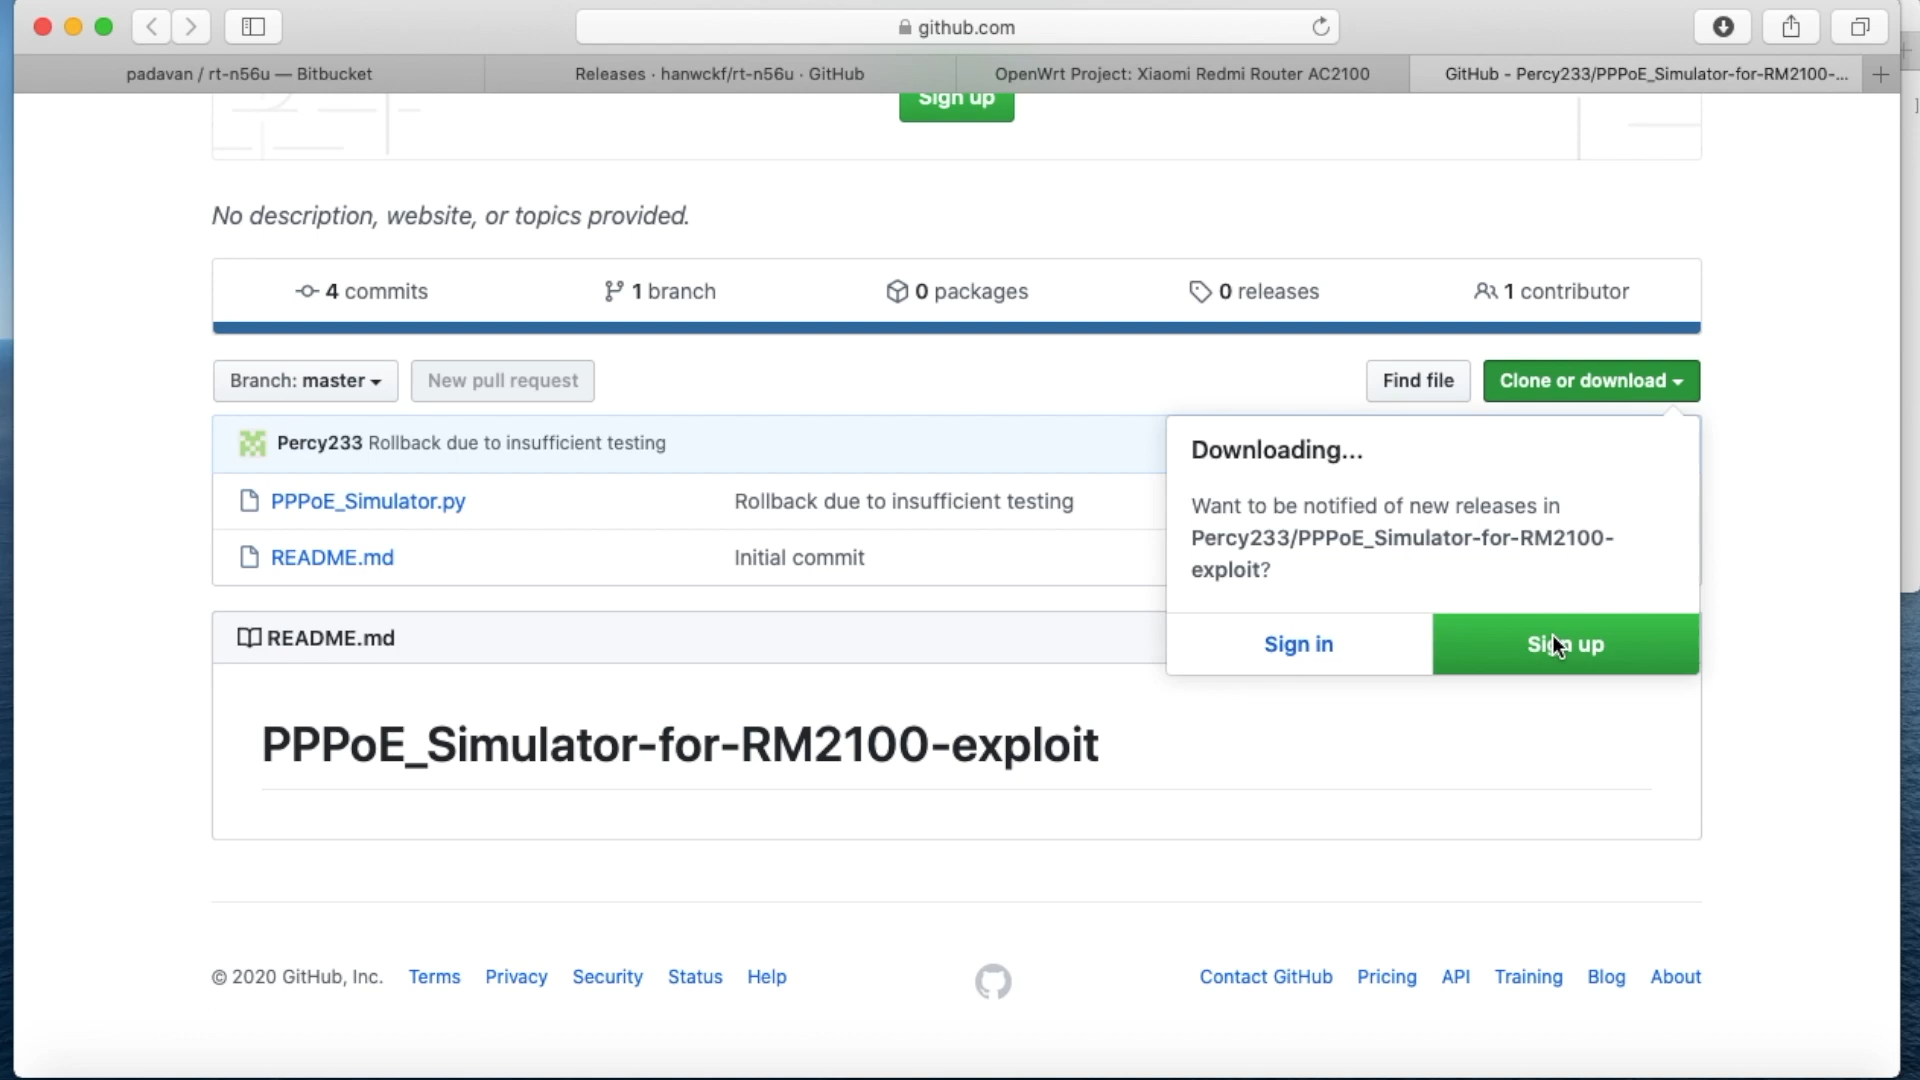 github.com
padavan / rt-n56u — Bitbucket
Releases · hanwckf/rt-n56u · GitHub
OpenWrt Project: Xiaomi Redmi Router AC2100
GitHub - Percy233/PPPoE_Simulator-for-RM2100-...
Sign up
No description, website, or topics provided.
4 commits
1 branch
0 packages
0 releases
1 contributor
Branch: master
New pull request
Find file
Clone or download
Percy233 Rollback due to insufficient testing
PPPoE_Simulator.py
Rollback due to insufficient testing
README.md
Initial commit
Downloading...
Want to be notified of new releases in
Percy233/PPPoE_Simulator-for-RM2100-
exploit?
Sign in
Sign up
README.md
PPPoE_Simulator-for-RM2100-exploit
© 2020 GitHub, Inc.
Terms
Privacy
Security
Status
Help
Contact GitHub
Pricing
API
Training
Blog
About